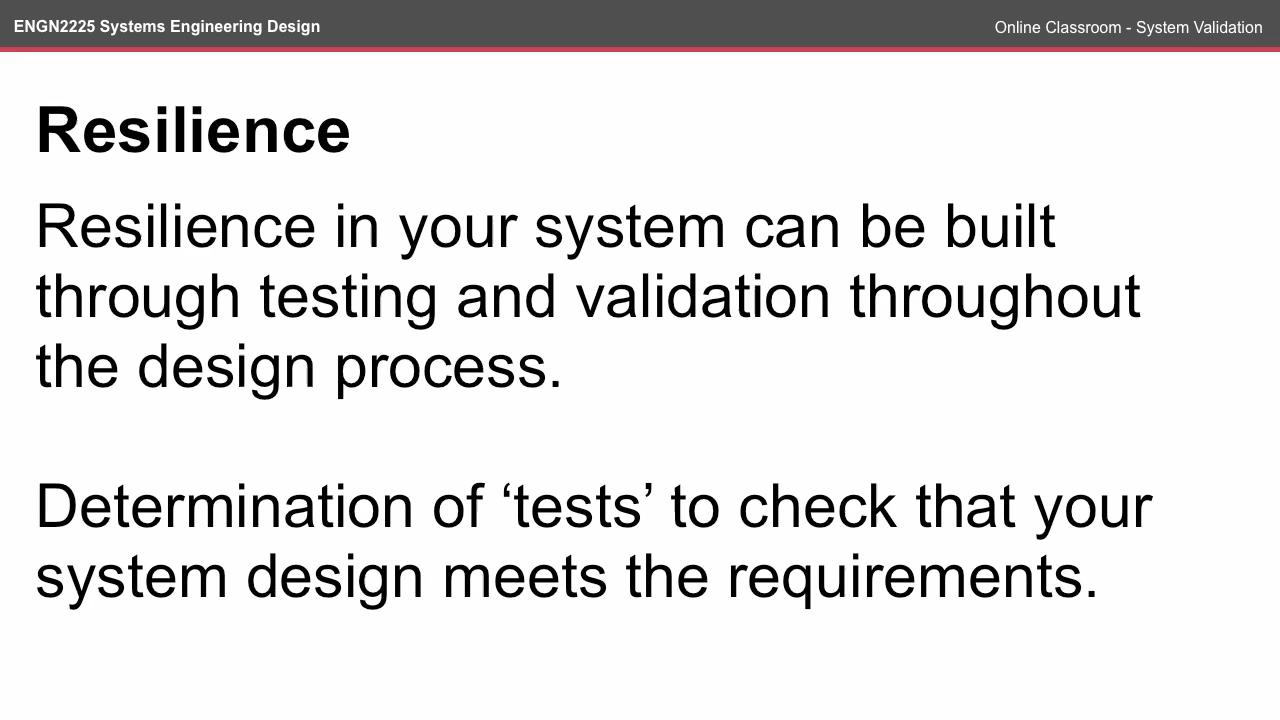 ENGN2225 Systems Engineering Design
Online Classroom - System Validation
Resilience
Resilience in your system can be built
through testing and validation throughout
the design process.
Determination of ‘tests’ to check that your
system design meets the requirements.